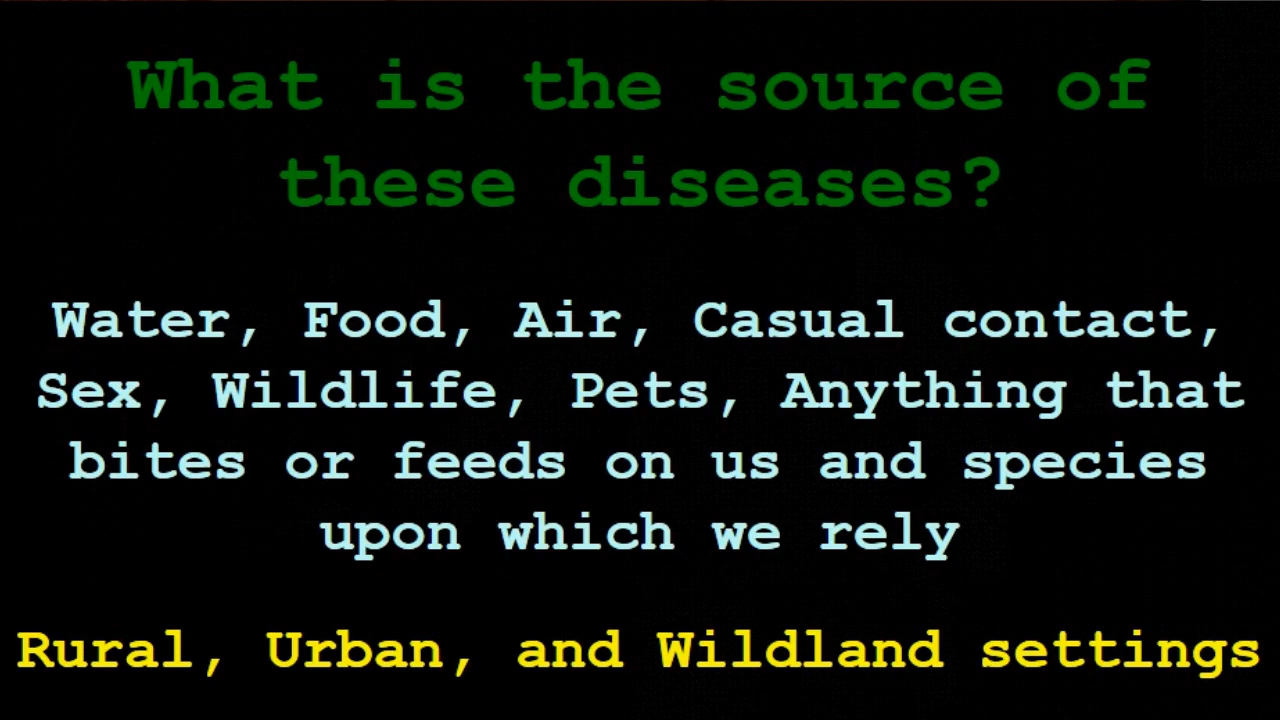 What is the source of
these diseases?
Water, Food, Air, Casual contact,
Sex, Wildlife, Pets, Anything that
bites or feeds on us and species
upon which we rely
Rural, Urban, and Wildland settings